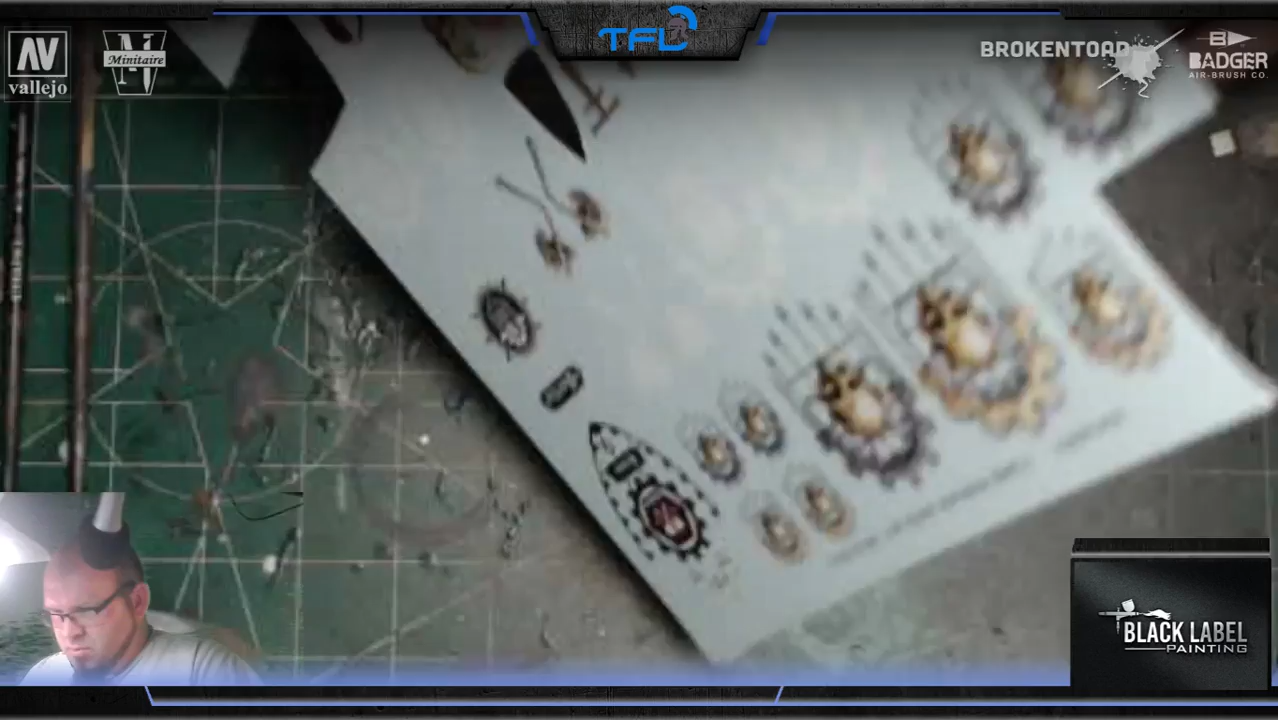 AV
vallejo
N
Minitaire
TFL
BROKENTOAD
B
BADGER
AIR-BRUSH CO.
BLACK LABEL
PAINTING